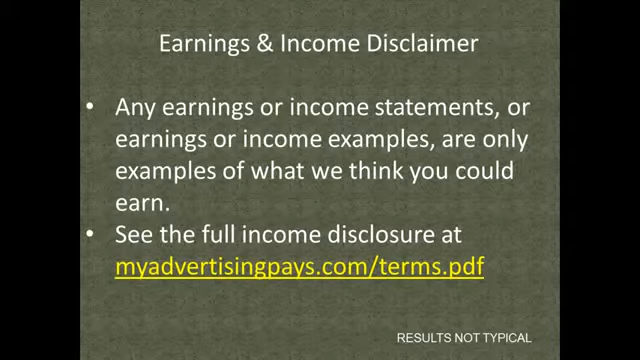 Earnings & Income Disclaimer
• Any earnings or income statements, or
earnings or income examples, are only
examples of what we think you could
earn.
• See the full income disclosure at
myadvertisingpays.com/terms.pdf
RESULTS NOT TYPICAL